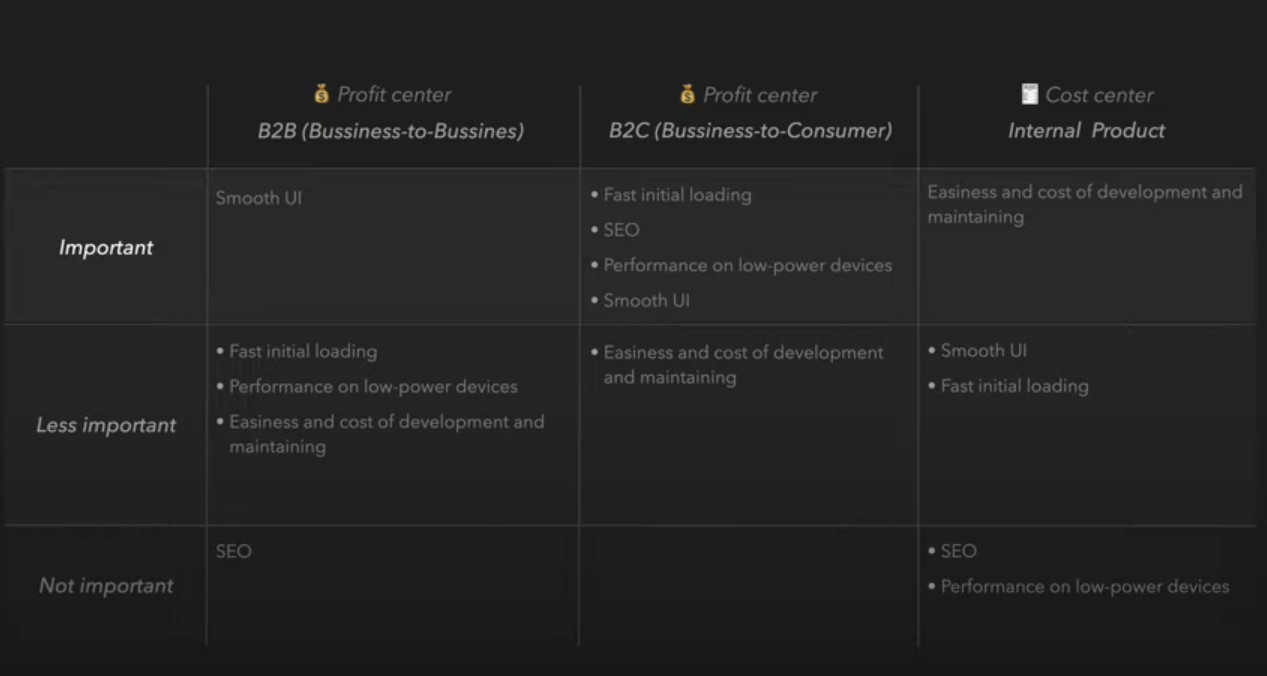 💰 Profit center
B2B (Bussiness-to-Bussines)
💰 Profit center
B2C (Bussiness-to-Consumer)
🧾 Cost center
Internal Product
Important
Smooth UI
• Fast initial loading
• SEO
• Performance on low-power devices
• Smooth UI
Easiness and cost of development and
maintaining
Less important
• Fast initial loading
• Performance on low-power devices
• Easiness and cost of development and
maintaining
• Easiness and cost of development
and maintaining
• Smooth UI
• Fast initial loading
Not important
SEO
• SEO
• Performance on low-power devices